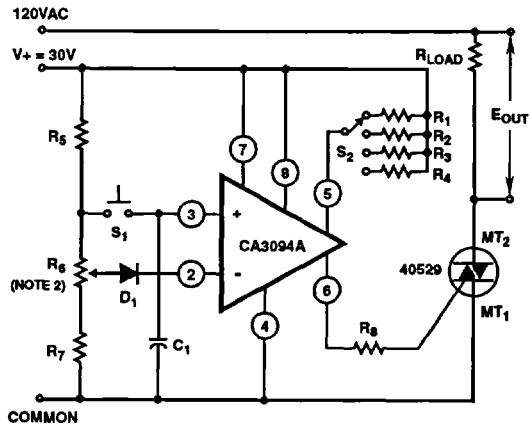 120VAC
V+ = 30V
RLOAD
R5
R1
R2
R3
R4
EOUT
S2
7
8
5
S1
3
+
CA3094A
2
-
6
4
R6
(NOTE 2)
D1
C1
R7
R8
40529
MT2
MT1
COMMON